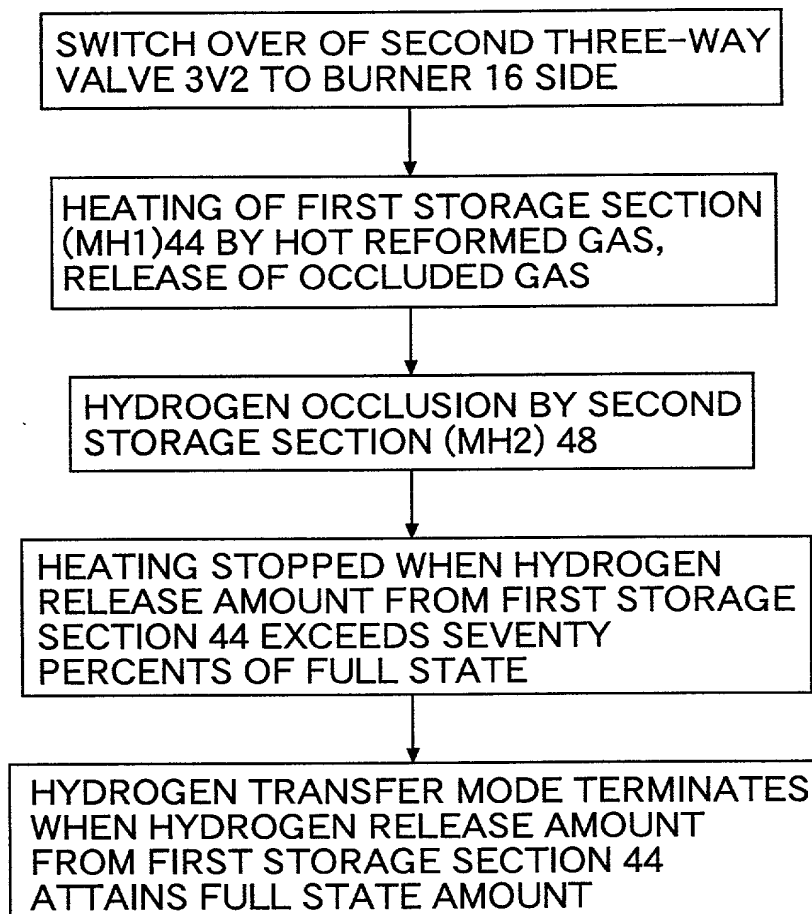 SWITCH OVER OF SECOND THREE-WAY
VALVE 3V2 TO BURNER 16 SIDE
HEATING OF FIRST STORAGE SECTION
(MH1)44 BY HOT REFORMED GAS,
RELEASE OF OCCLUDED GAS
HYDROGEN OCCLUSION BY SECOND
STORAGE SECTION (MH2) 48
HEATING STOPPED WHEN HYDROGEN
RELEASE AMOUNT FROM FIRST STORAGE
SECTION 44 EXCEEDS SEVENTY
PERCENTS OF FULL STATE
HYDROGEN TRANSFER MODE TERMINATES
WHEN HYDROGEN RELEASE AMOUNT
FROM FIRST STORAGE SECTION 44
ATTAINS FULL STATE AMOUNT